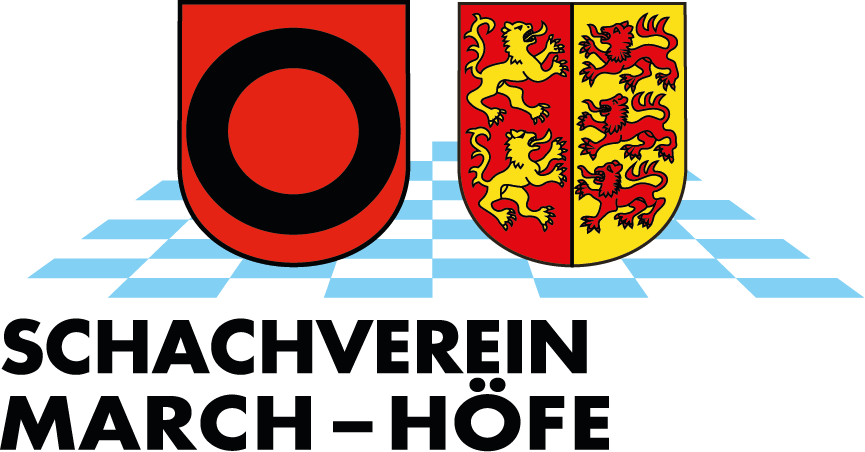 SCHACHVEREIN
MARCH – HÖFE